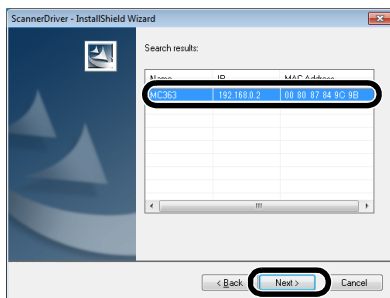 ScannerDriver - InstallShield Wizard
Search results:
Name IP MAC Address
MC363 192.168.0.2 00 80 87 84 9C 9B
< Back Next > Cancel